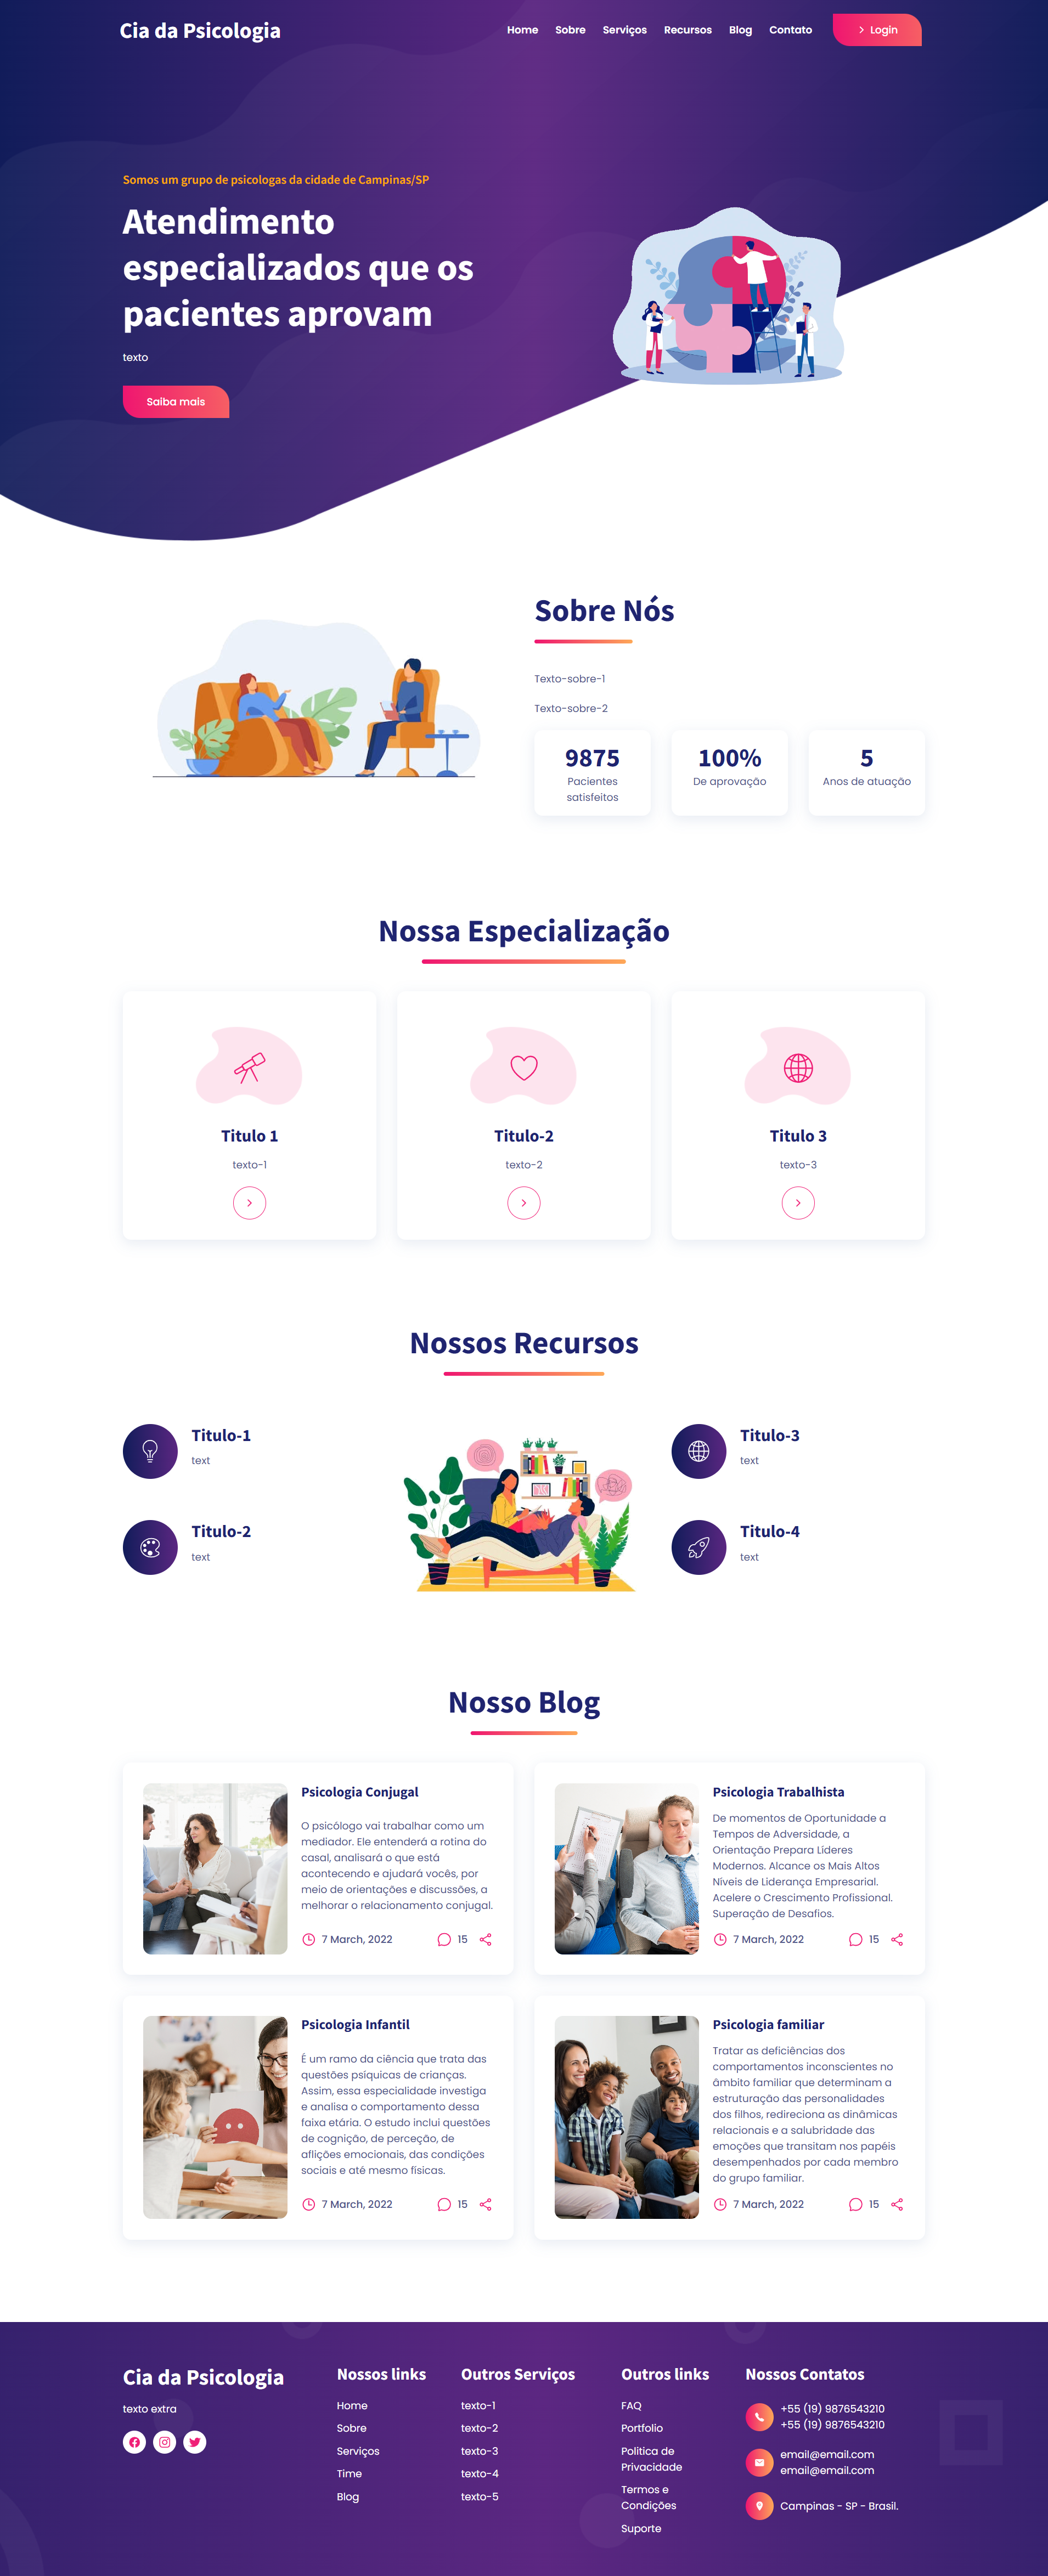 Cia da Psicologia
Home Sobre Serviços Recursos Blog Contato Login
Somos um grupo de psicologas da cidade de Campinas/SP
Atendimento
especializados que os
pacientes aprovam
texto
Saiba mais
Sobre Nós
Texto-sobre-1
Texto-sobre-2
9875
Pacientes
satisfeitos
100%
De aprovação
5
Anos de atuação
Nossa Especialização
Titulo 1
texto-1
Titulo-2
texto-2
Titulo 3
texto-3
Nossos Recursos
Titulo-1
text
Titulo-2
text
Titulo-3
text
Titulo-4
text
Nosso Blog
Psicologia Conjugal
O psicólogo vai trabalhar como um
mediador. Ele entenderá a rotina do
casal, analisará o que está
acontecendo e ajudará vocês, por
meio de orientações e discussões, a
melhorar o relacionamento conjugal.
7 March, 2022 15
Psicologia Trabalhista
De momentos de Oportunidade a
Tempos de Adversidade, a
Orientação Prepara Líderes
Modernos. Alcance os Mais Altos
Níveis de Liderança Empresarial.
Acelere o Crescimento Profissional.
Superação de Desafios.
7 March, 2022 15
Psicologia Infantil
É um ramo da ciência que trata das
questões psíquicas de crianças.
Assim, essa especialidade investiga
e analisa o comportamento dessa
faixa etária. O estudo inclui questões
de cognição, de perceção, de
aflições emocionais, das condições
sociais e até mesmo físicas.
7 March, 2022 15
Psicologia familiar
Tratar as deficiências dos
comportamentos inconscientes no
âmbito familiar que determinam a
estruturação das personalidades
dos filhos, redireciona as dinâmicas
relacionais e a salubridade das
emoções que transitam nos papéis
desempenhados por cada membro
do grupo familiar.
7 March, 2022 15
Cia da Psicologia
texto extra
Nossos links
Home
Sobre
Serviços
Time
Blog
Outros Serviços
texto-1
texto-2
texto-3
texto-4
texto-5
Outros links
FAQ
Portfolio
Politica de
Privacidade
Termos e
Condições
Suporte
Nossos Contatos
+55 (19) 9876543210
+55 (19) 9876543210
email@email.com
email@email.com
Campinas - SP - Brasil.